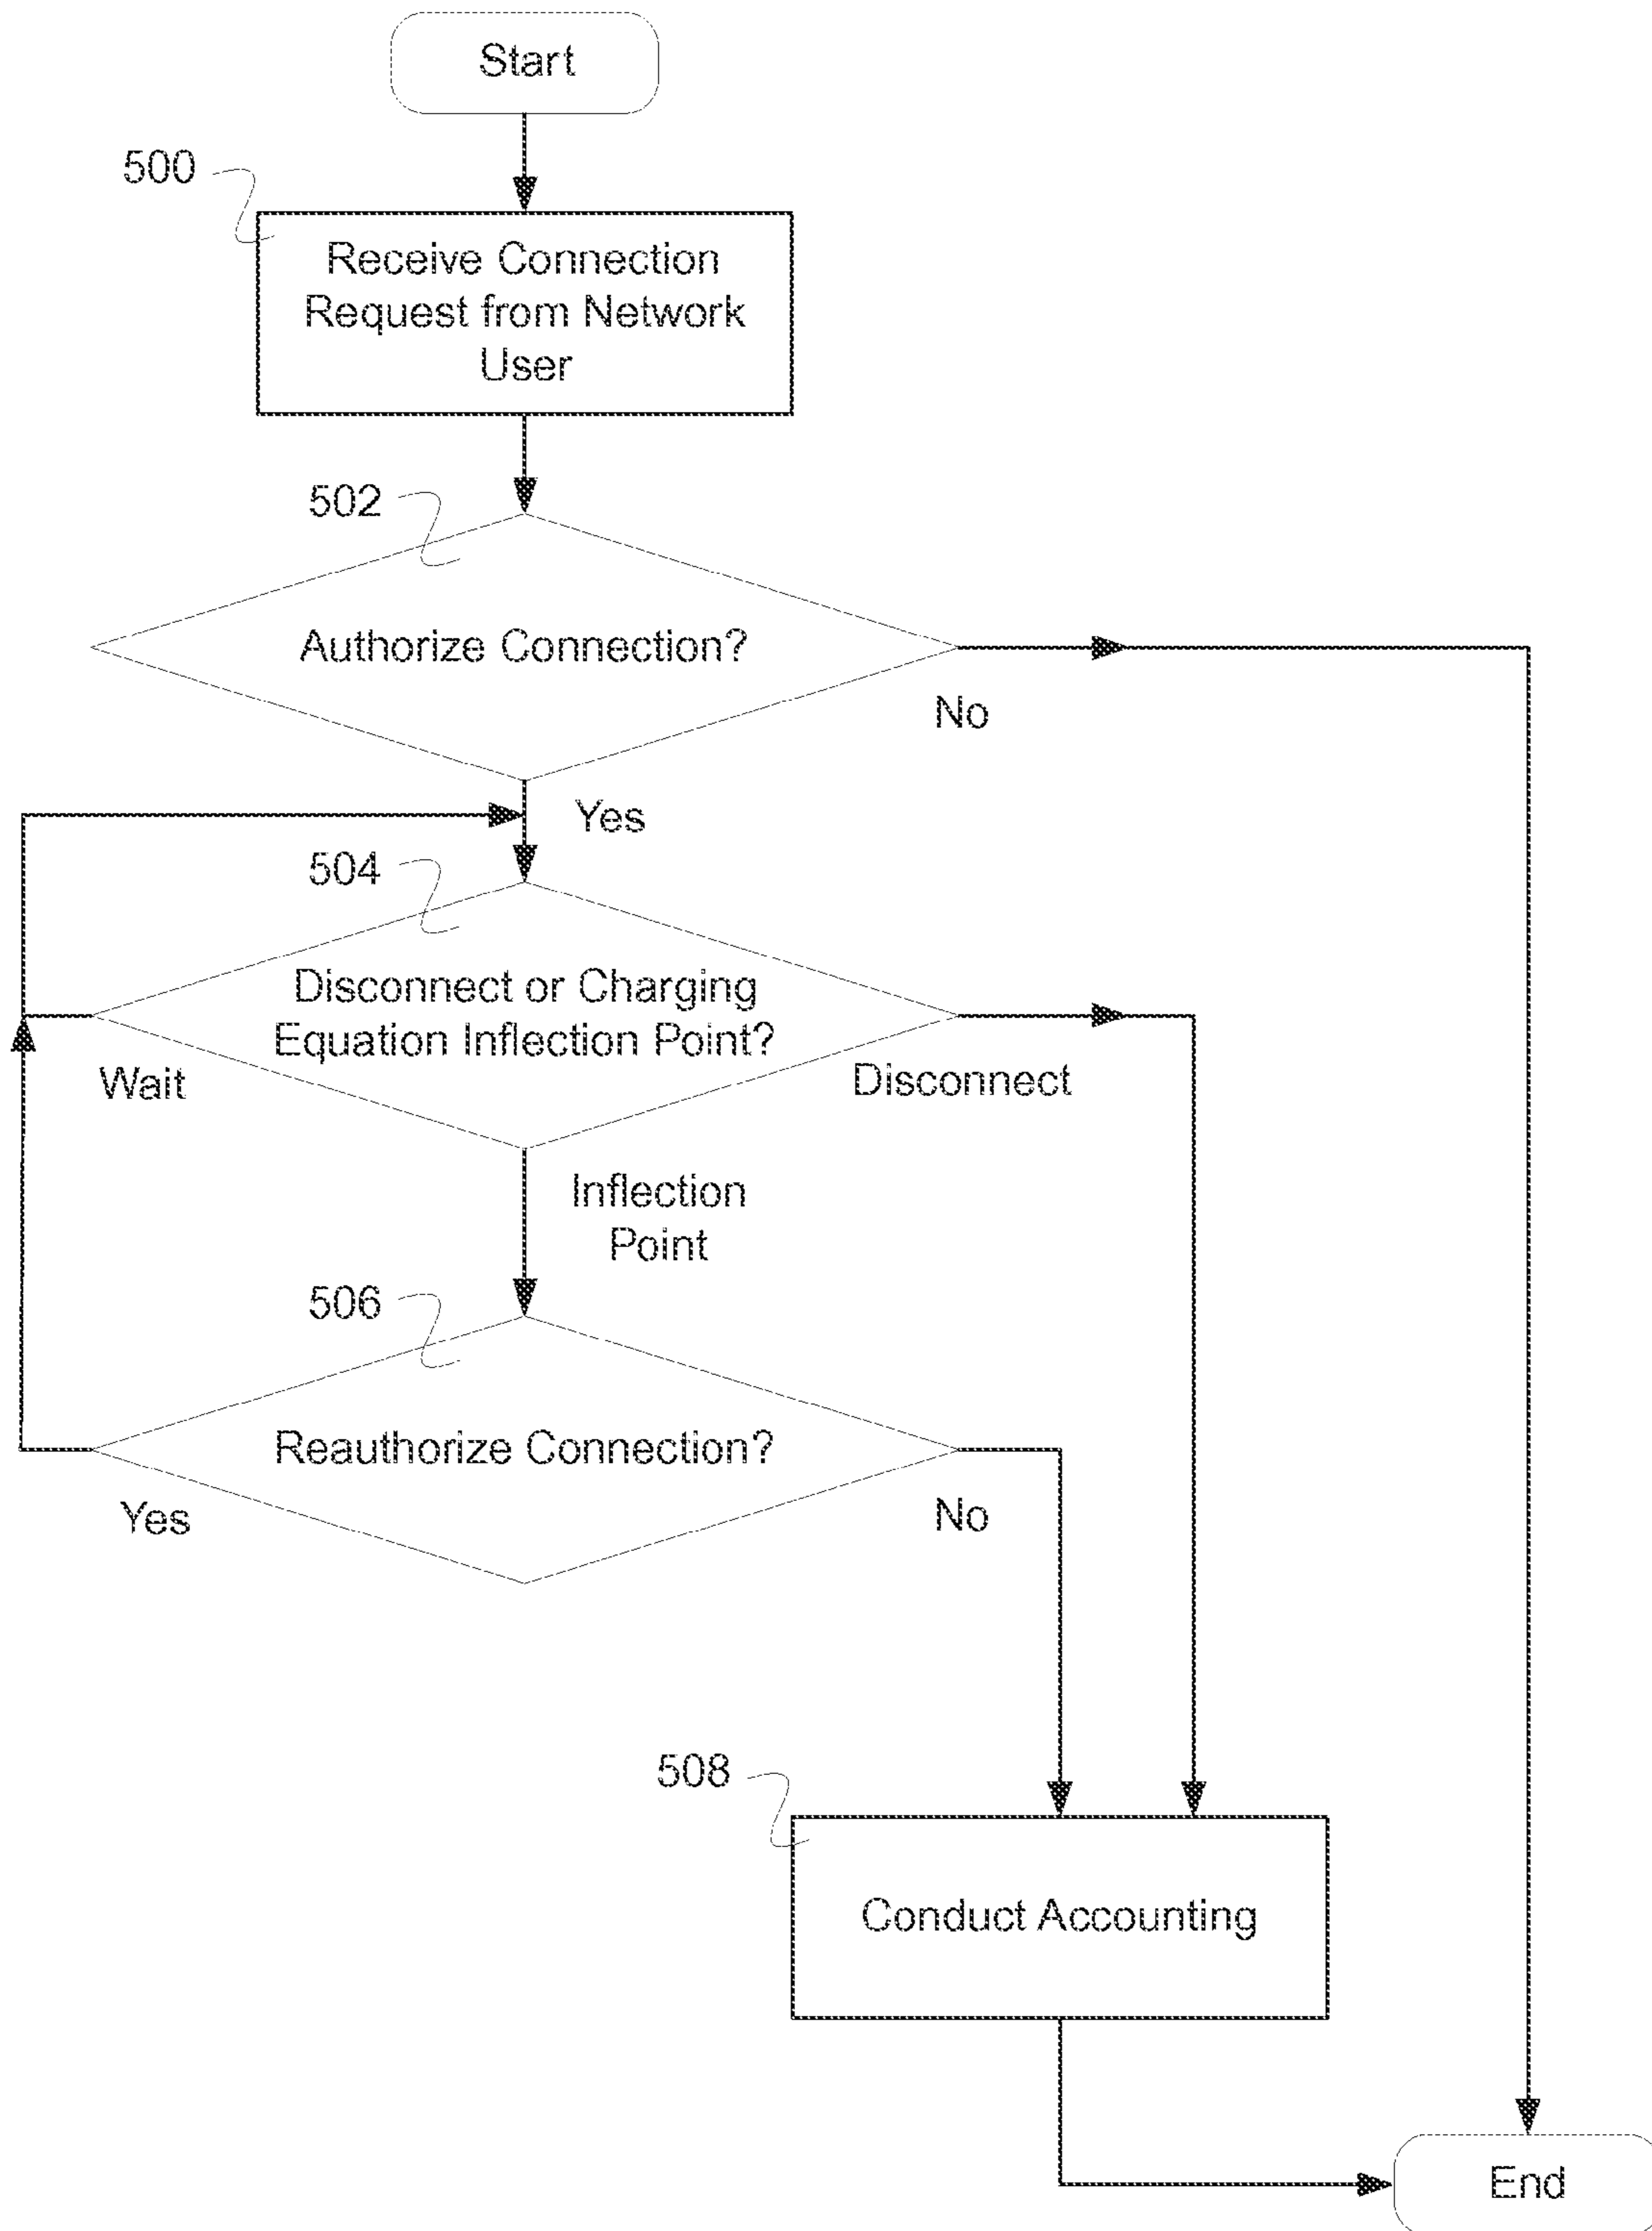 Start
500
Receive Connection
Request from Network
User
502
Authorize Connection?
No
Yes
504
Disconnect or Charging
Equation Inflection Point?
Wait
Disconnect
Inflection
Point
506
Reauthorize Connection?
Yes
No
508
Conduct Accounting
End